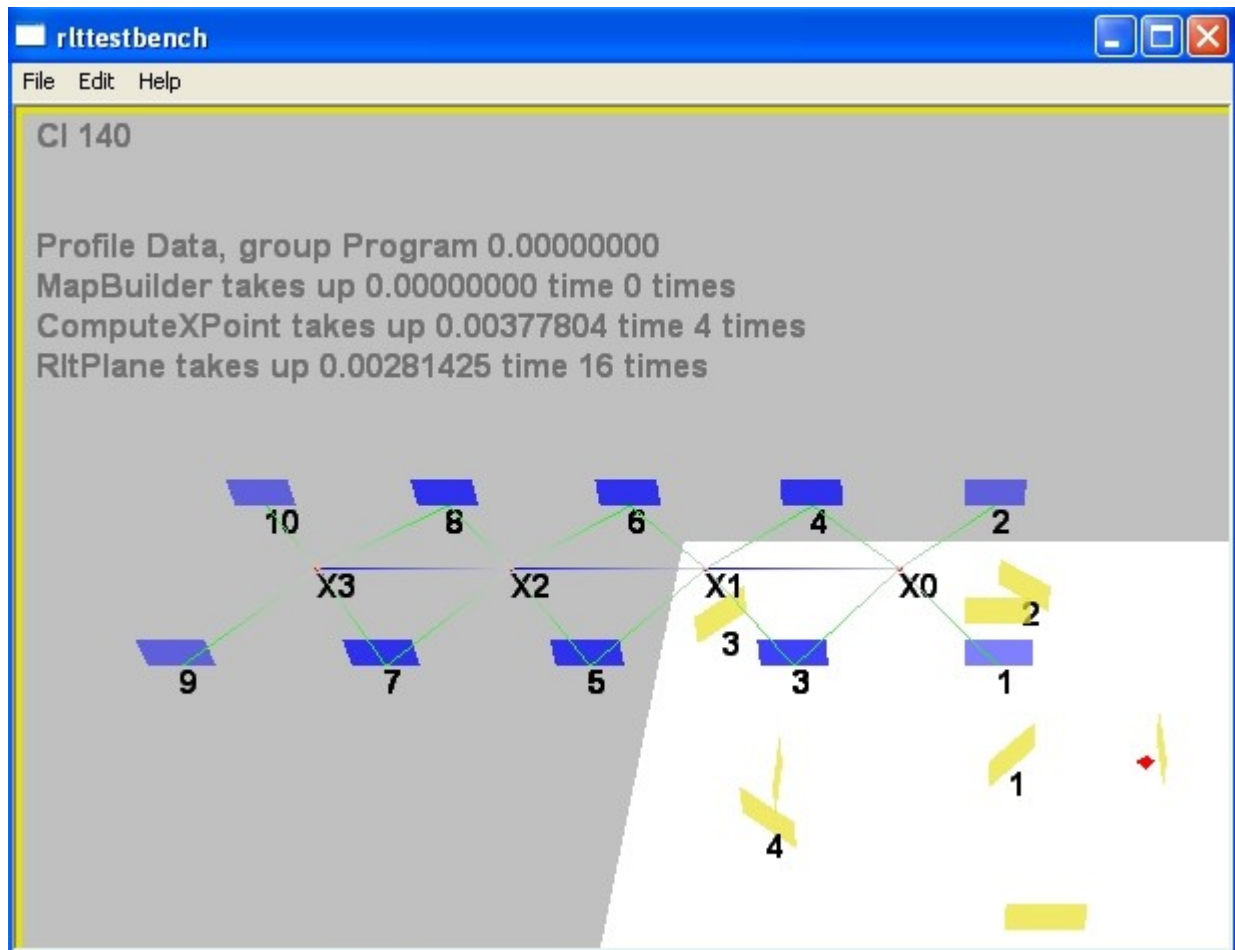 rlttestbench
File Edit Help
CI 140
Profile Data, group Program 0.00000000
MapBuilder takes up 0.00000000 time 0 times
ComputeXPoint takes up 0.00377804 time 4 times
RltPlane takes up 0.00281425 time 16 times
10 8 6 4 2
X3 X2 X1 X0
2
3
9 7 5 3 1
1
4